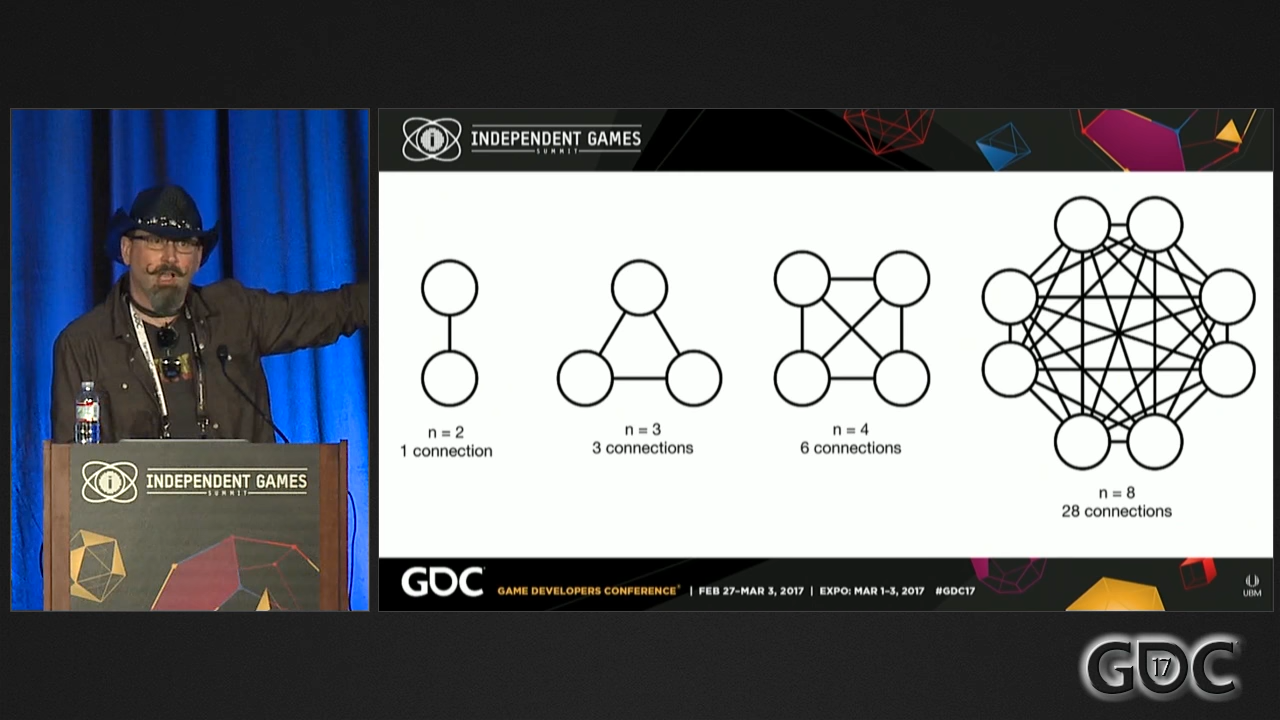 INDEPENDENT GAMES
SUMMIT
n = 2
1 connection
n = 3
3 connections
n = 4
6 connections
n = 8
28 connections
INDEPENDENT GAMES
SUMMIT
GDC
GAME DEVELOPERS CONFERENCE® | FEB 27–MAR 3, 2017 | EXPO: MAR 1–3, 2017 #GDC17
UBM
GDC
17